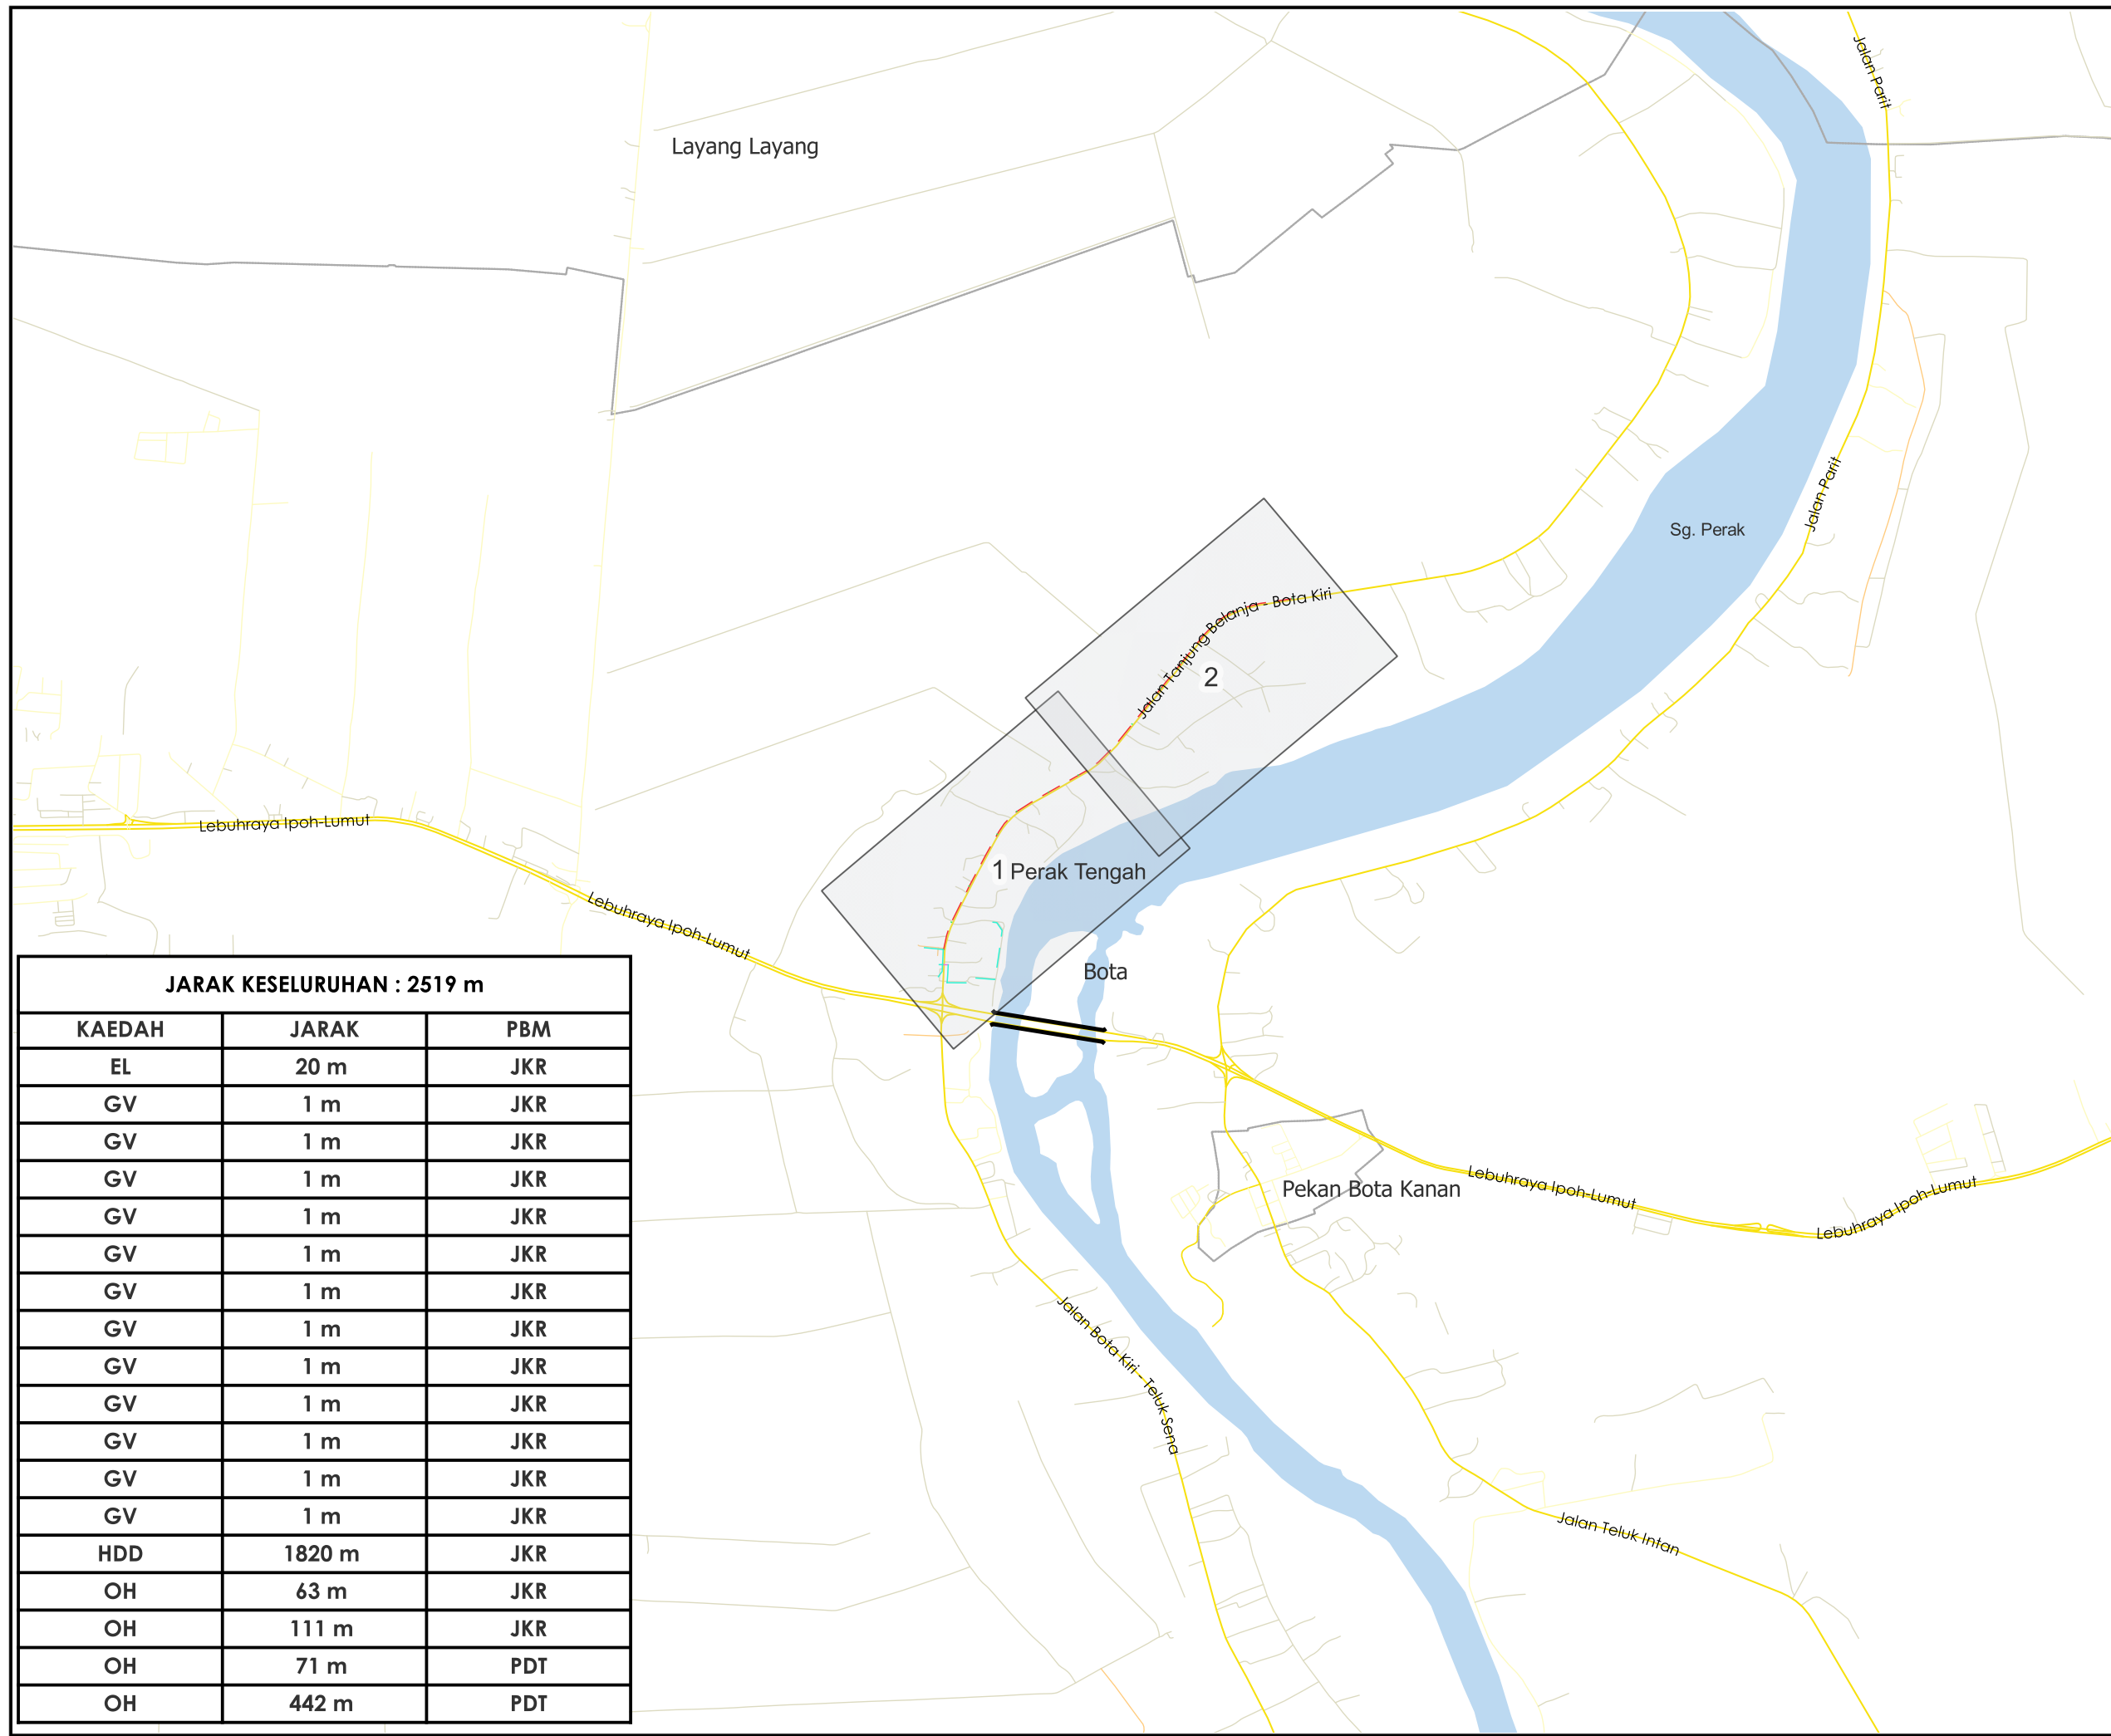 Jalan Parit
Layang Layang
Jalan Parit
Sg. Perak
Jalan Tanjung Belanja - Bota Kiri
2
Lebuhraya Ipoh-Lumut
1
Perak Tengah
Lebuhraya Ipoh-Lumut
Bota
Pekan Bota Kanan
Lebuhraya Ipoh-Lumut
Lebuhraya Ipoh-Lumut
Jalan Bota Kiri - Teluk Sena
Jalan Teluk Intan
JARAK KESELURUHAN : 2519 m
KAEDAH JARAK PBM
EL 20 m JKR
GV 1 m JKR
GV 1 m JKR
GV 1 m JKR
GV 1 m JKR
GV 1 m JKR
GV 1 m JKR
GV 1 m JKR
GV 1 m JKR
GV 1 m JKR
GV 1 m JKR
GV 1 m JKR
GV 1 m JKR
HDD 1820 m JKR
OH 63 m JKR
OH 111 m JKR
OH 71 m PDT
OH 442 m PDT